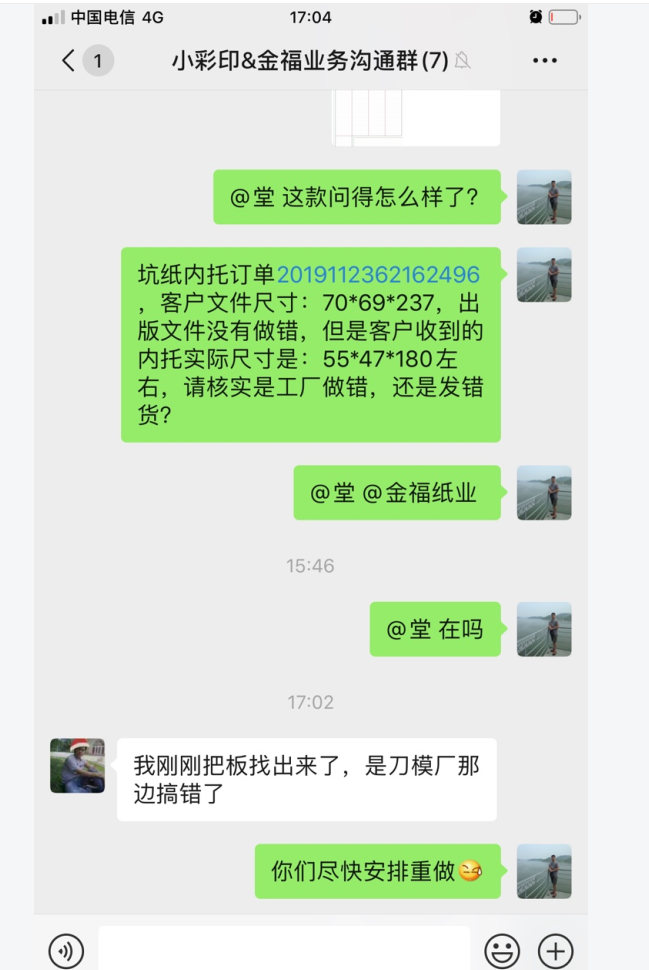 中国电信 4G 17:04
1 小彩印&金福业务沟通群(7)
@堂 这款问得怎么样了?
坑纸内托订单2019112362162496
，客户文件尺寸：70*69*237，出
版文件没有做错，但是客户收到的
内托实际尺寸是：55*47*180左
右，请核实是工厂做错，还是发错
货?
@堂 @金福纸业
15:46
@堂 在吗
17:02
我刚刚把板找出来了，是刀模厂那
边搞错了
你们尽快安排重做😅